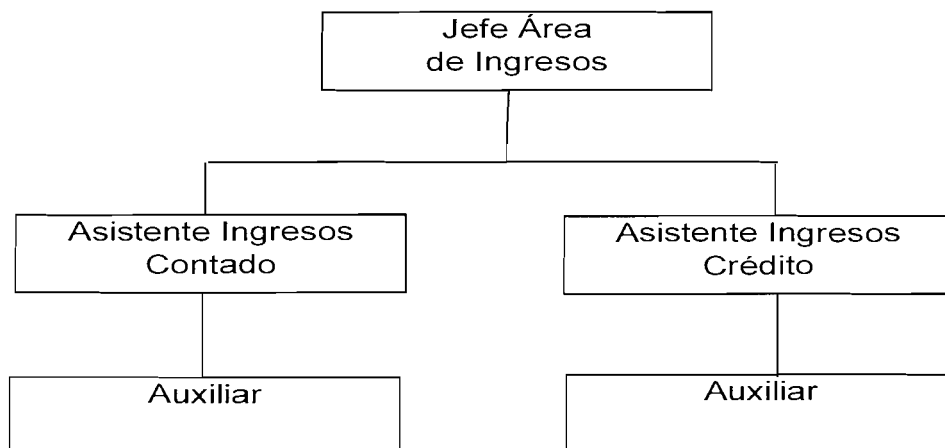 Jefe Área
de Ingresos
Asistente Ingresos
Contado
Asistente Ingresos
Crédito
Auxiliar
Auxiliar